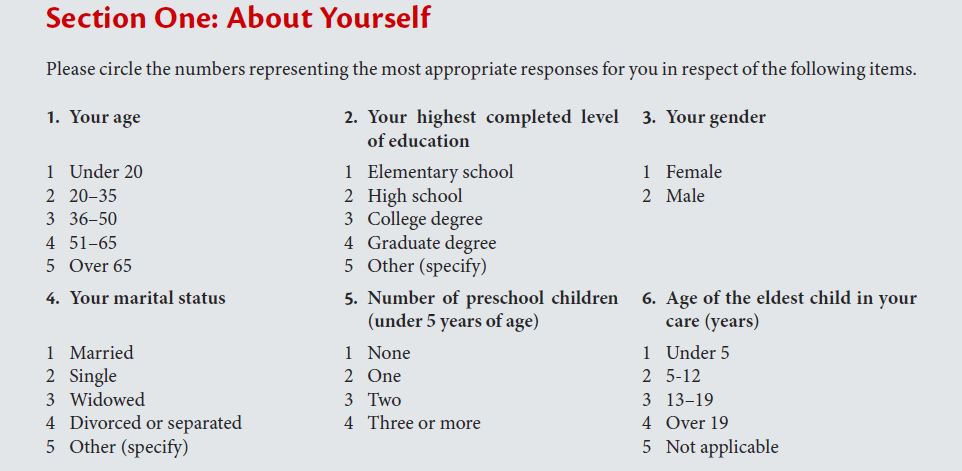 Section One: About Yourself
Please circle the numbers representing the most appropriate responses for you in respect of the following items.
1. Your age
1 Under 20
2 20–35
3 36–50
4 51–65
5 Over 65
2. Your highest completed level
of education
1 Elementary school
2 High school
3 College degree
4 Graduate degree
5 Other (specify)
3. Your gender
1 Female
2 Male
4. Your marital status
1 Married
2 Single
3 Widowed
4 Divorced or separated
5 Other (specify)
5. Number of preschool children
(under 5 years of age)
1 None
2 One
3 Two
4 Three or more
6. Age of the eldest child in your
care (years)
1 Under 5
2 5-12
3 13–19
4 Over 19
5 Not applicable